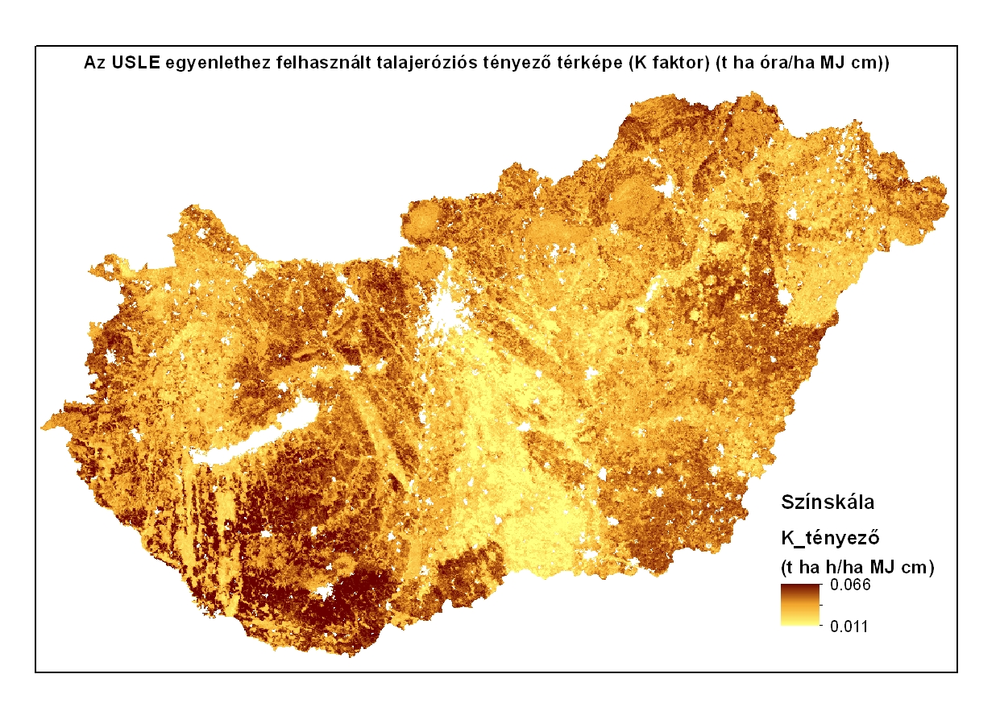 Az USLE egyenlethez felhasznált talajeróziós tényező térképe (K faktor) (t ha óra/ha MJ cm))
Színskála
K_tényező
(t ha h/ha MJ cm)
0.066
0.011